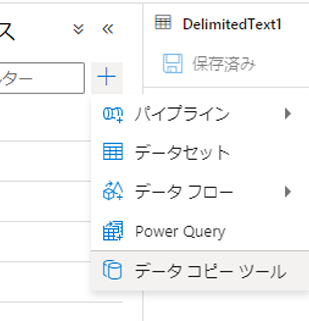 ス
DelimitedText1
保存済み
ルター
パイプライン
データセット
データ フロー
Power Query
データ コピー ツール